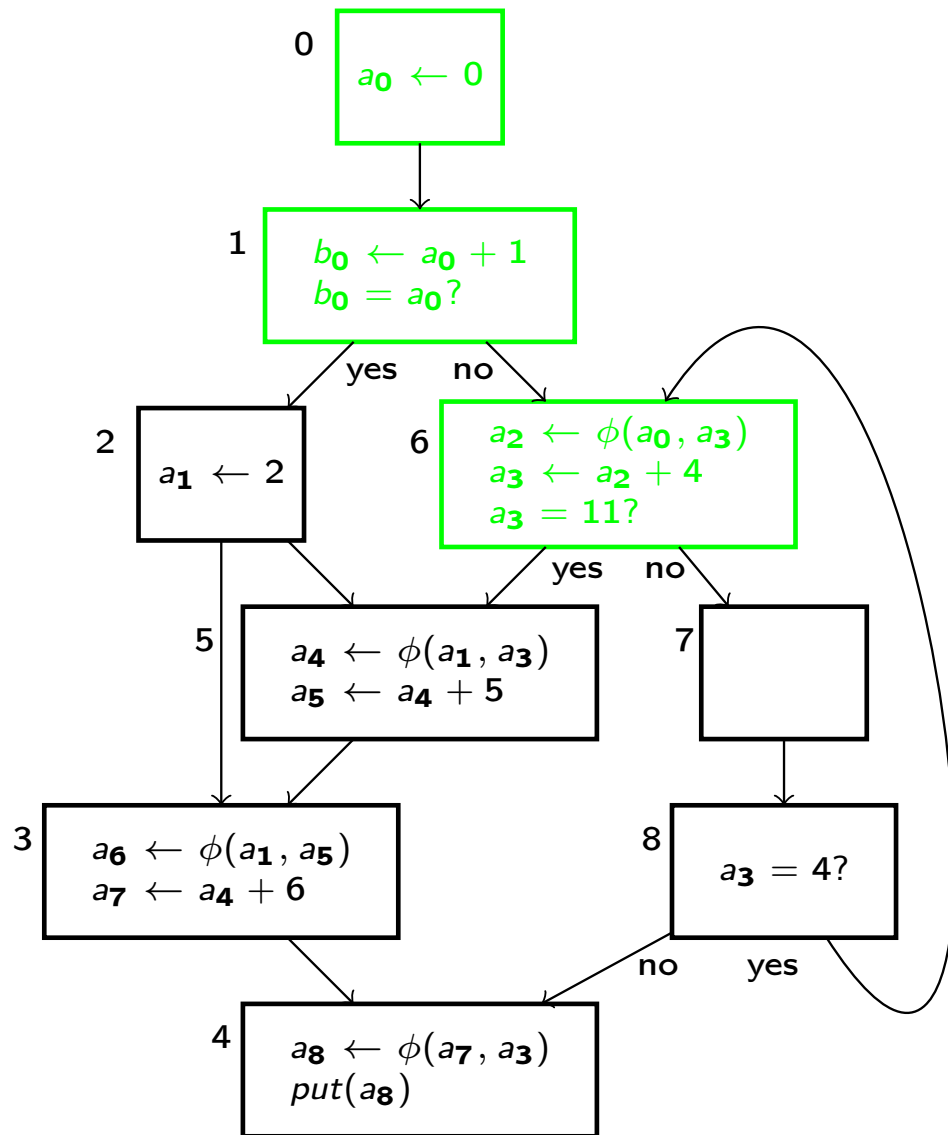 0
a₀ ← 0
1
b₀ ← a₀ + 1
b₀ = a₀?
yes no
2
a₁ ← 2
6
a₂ ← ϕ(a₀, a₃)
a₃ ← a₂ + 4
a₃ = 11?
yes no
5
a₄ ← ϕ(a₁, a₃)
a₅ ← a₄ + 5
7
3
a₆ ← ϕ(a₁, a₅)
a₇ ← a₄ + 6
8
a₃ = 4?
no yes
4
a₈ ← ϕ(a₇, a₃)
put(a₈)